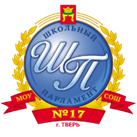 ШКОЛЬНЫЙ
ШП
ПАРЛАМЕНТ
МОУ СОШ
№17
г. ТВЕРЬ